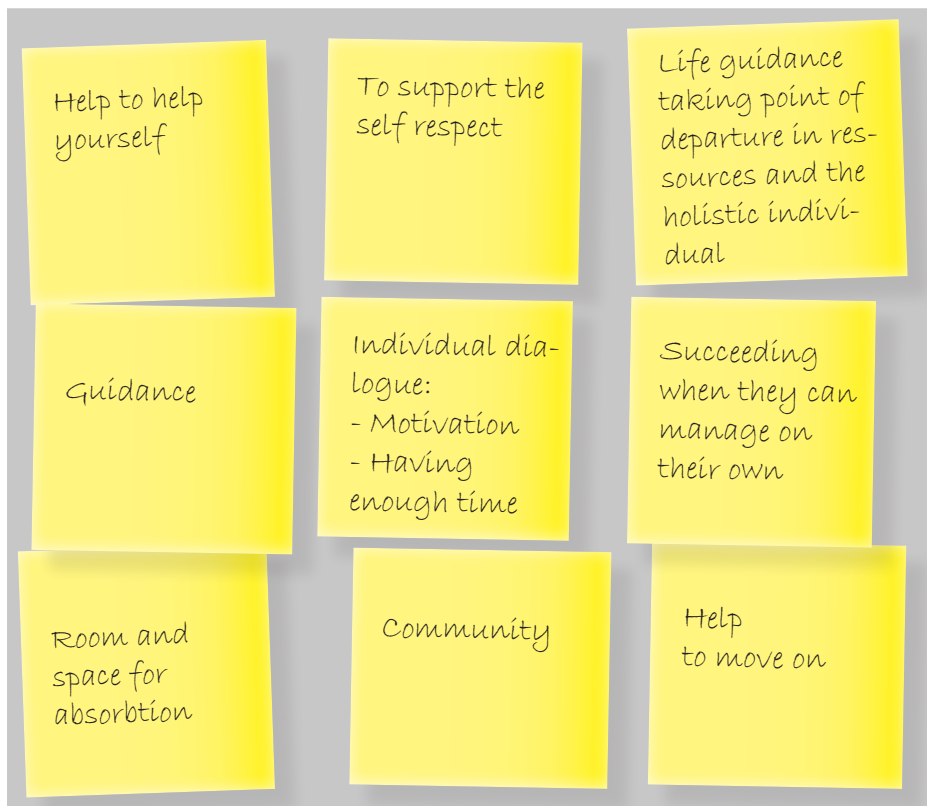 Help to help
yourself
To support the
self respect
Life guidance
taking point of
departure in res-
sources and the
holistic indivi-
dual
Guidance
Individual dia-
logue:
- Motivation
- Having
enough time
Succeeding
when they can
manage on
their own
Room and
space for
absorbtion
Community
Help
to move on